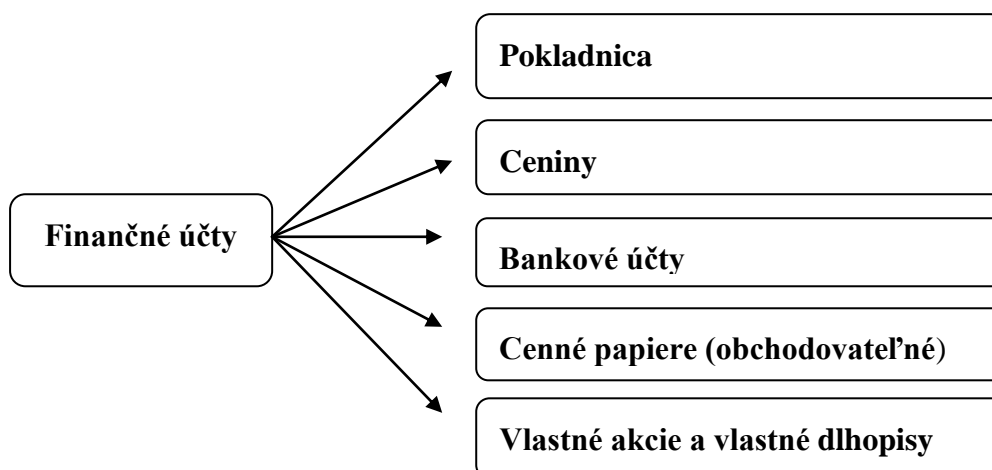 Pokladnica
Ceniny
Finančné účty
Bankové účty
Cenné papiere (obchodovateľné)
Vlastné akcie a vlastné dlhopisy